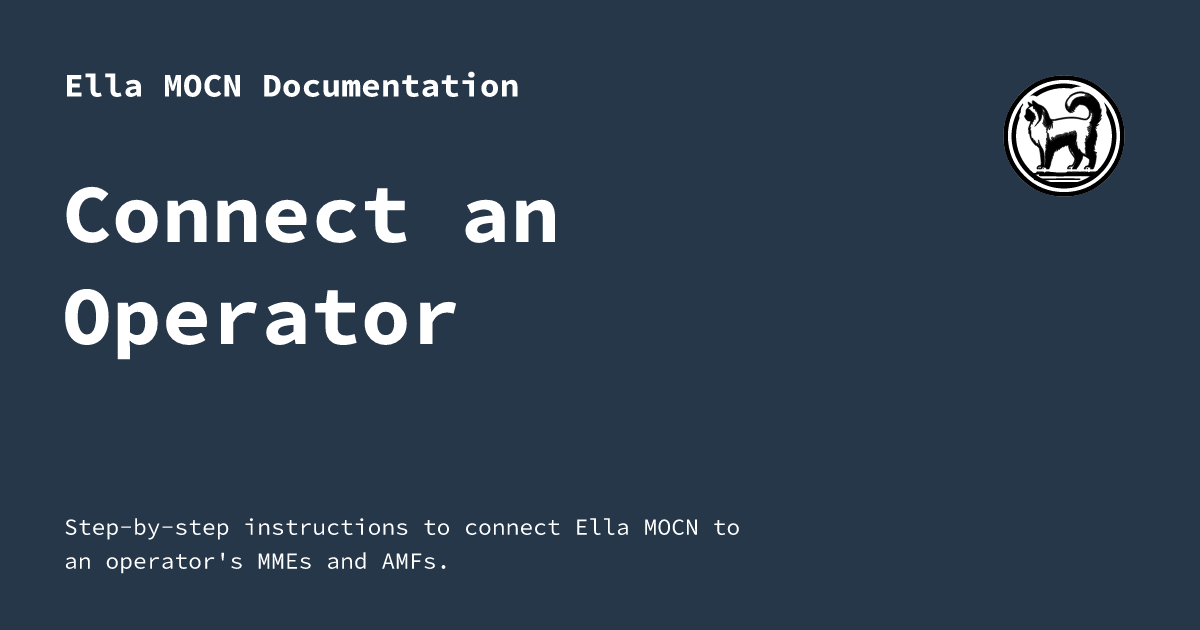 Ella MOCN Documentation
Connect an
Operator
Step-by-step instructions to connect Ella MOCN to
an operator's MMEs and AMFs.